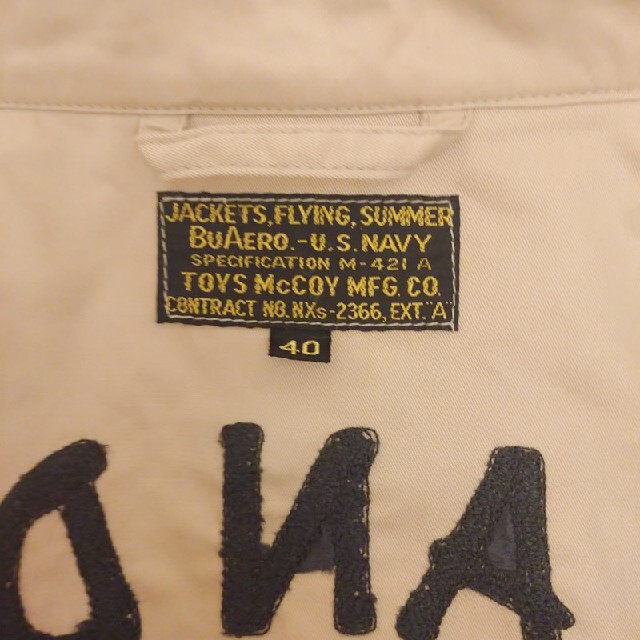 JACKETS, FLYING, SUMMER
BUAERO.-U.S. NAVY
SPECIFICATION M-421 A
TOYS McCOY MFG. CO.
CONTRACT NO. NXs-2366, EXT. "A"
40